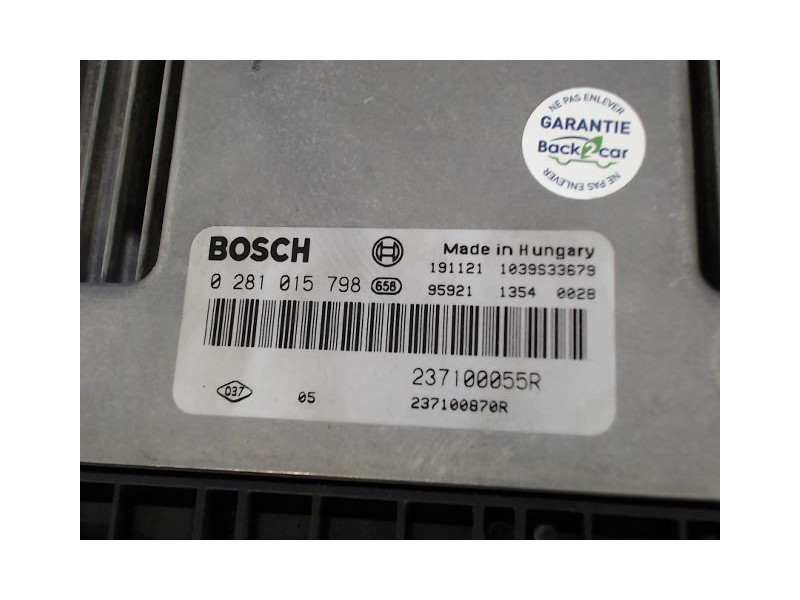 NE PAS ENLEVER
GARANTIE
Back2car
NE PAS ENLEVER
BOSCH
Made in Hungary
191121 1039S33679
0 281 015 798 658
95921 1354 0028
237100055R
037 05
237100870R